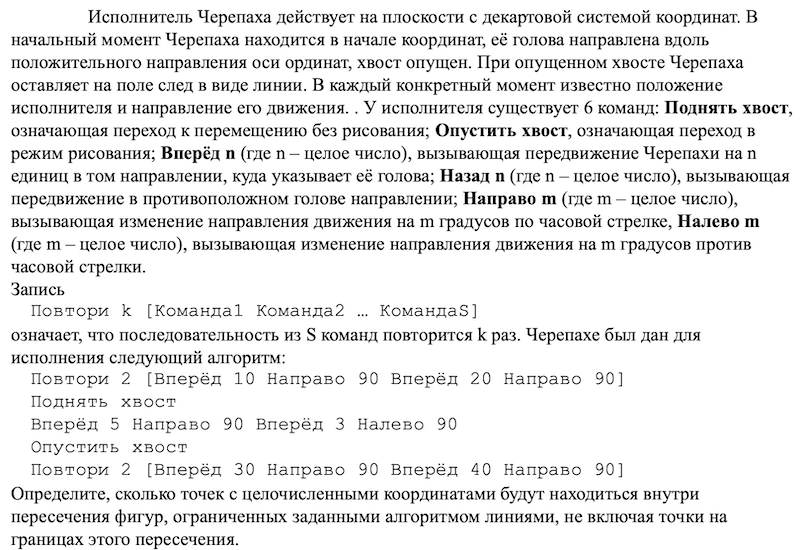 Исполнитель Черепаха действует на плоскости с декартовой системой координат. В
начальный момент Черепаха находится в начале координат, её голова направлена вдоль
положительного направления оси ординат, хвост опущен. При опущенном хвосте Черепаха
оставляет на поле след в виде линии. В каждый конкретный момент известно положение
исполнителя и направление его движения. . У исполнителя существует 6 команд: Поднять хвост,
означающая переход к перемещению без рисования; Опустить хвост, означающая переход в
режим рисования; Вперёд n (где n – целое число), вызывающая передвижение Черепахи на n
единиц в том направлении, куда указывает её голова; Назад n (где n – целое число), вызывающая
передвижение в противоположном голове направлении; Направо m (где m – целое число),
вызывающая изменение направления движения на m градусов по часовой стрелке, Налево m
(где m – целое число), вызывающая изменение направления движения на m градусов против
часовой стрелки.
Запись
Повтори k [Команда1 Команда2 … КомандаS]
означает, что последовательность из S команд повторится k раз. Черепахе был дан для
исполнения следующий алгоритм:
Повтори 2 [Вперёд 10 Направо 90 Вперёд 20 Направо 90]
Поднять хвост
Вперёд 5 Направо 90 Вперёд 3 Налево 90
Опустить хвост
Повтори 2 [Вперёд 30 Направо 90 Вперёд 40 Направо 90]
Определите, сколько точек с целочисленными координатами будут находиться внутри
пересечения фигур, ограниченных заданными алгоритмом линиями, не включая точки на
границах этого пересечения.